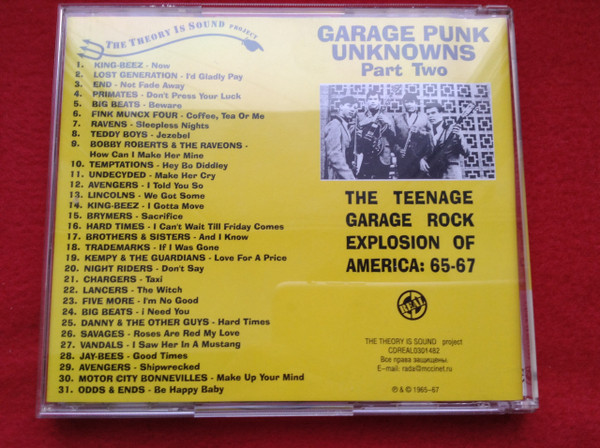 THE THEORY IS SOUND PROJECT
1. KING-BEEZ - Now
2. LOST GENERATION - I'd Gladly Pay
3. END - Not Fade Away
4. PRIMATES - Don't Press Your Luck
5. BIG BEATS - Beware
6. FINK MUNCX FOUR - Coffee, Tea Or Me
7. RAVENS - Sleepless Nights
8. TEDDY BOYS - Jezebel
9. BOBBY ROBERTS & THE RAVEONS -
How Can I Make Her Mine
10. TEMPTATIONS - Hey Bo Diddley
11. UNDECYDED - Make Her Cry
12. AVENGERS - I Told You So
13. LINCOLNS - We Got Some
14. KING-BEEZ - I Gotta Move
15. BRYMERS - Sacrifice
16. HARD TIMES - I Can't Wait Till Friday Comes
17. BROTHERS & SISTERS - And I Know
18. TRADEMARKS - If I Was Gone
19. KEMPY & THE GUARDIANS - Love For A Price
20. NIGHT RIDERS - Don't Say
21. CHARGERS - Taxi
22. LANCERS - The Witch
23. FIVE MORE - I'm No Good
24. BIG BEATS - i Need You
25. DANNY & THE OTHER GUYS - Hard Times
26. SAVAGES - Roses Are Red My Love
27. VANDALS - I Saw Her In A Mustang
28. JAY-BEES - Good Times
29. AVENGERS - Shipwrecked
30. MOTOR CITY BONNEVILLES - Make Up Your Mind
31. ODDS & ENDS - Be Happy Baby
GARAGE PUNK
UNKNOWNS
Part Two
THE TEENAGE
GARAGE ROCK
EXPLOSION OF
AMERICA: 65-67
REAL
THE THEORY IS SOUND project
CDREAL0301482
Все права защищены.
E-mail: rada@mccinet.ru
℗ & © 1965-67